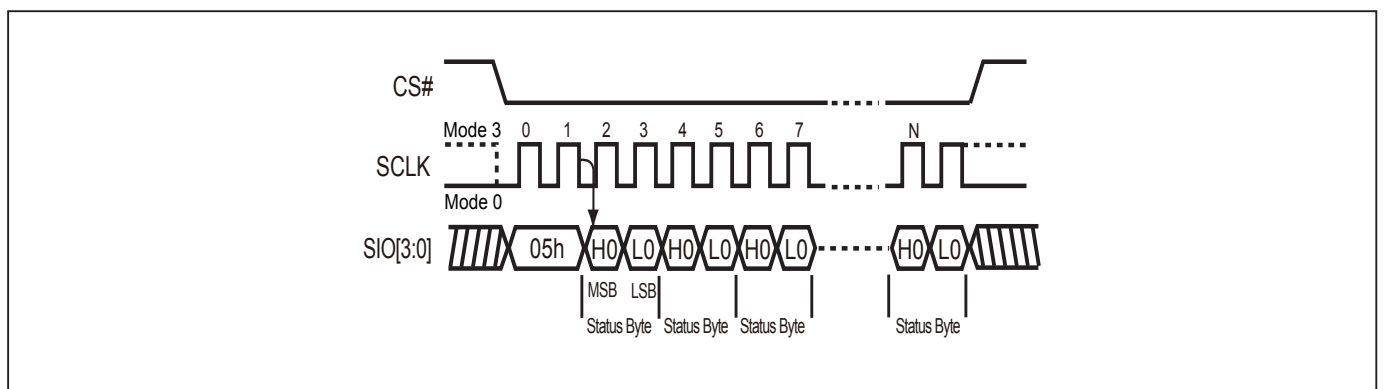 CS#
Mode 3 0 1 2 3 4 5 6 7 N
SCLK
Mode 0
SIO[3:0] 05h H0 L0 H0 L0 H0 L0 H0 L0
MSB LSB
Status Byte Status Byte Status Byte Status Byte